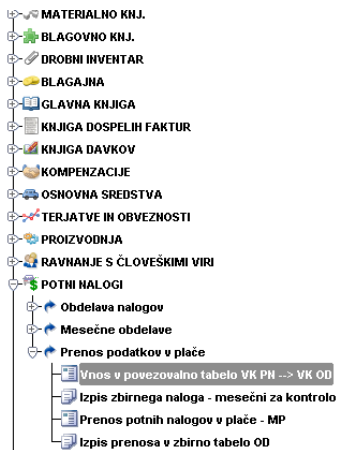 MATERIALNO KNJ.
BLAGOVNO KNJ.
DROBNI INVENTAR
BLAGAJNA
GLAVNA KNJIGA
KNJIGA DOSPELIH FAKTUR
KNJIGA DAVKOV
KOMPENZACIJE
OSNOVNA SREDSTVA
TERJATVE IN OBVEZNOSTI
PROIZVODNJA
RAVNANJE S ČLOVEŠKIMI VIRI
POTNI NALOGI
Obdelava nalogov
Mesečne obdelave
Prenos podatkov v plače
Vnos v povezovalno tabelo VK PN --> VK OD
Izpis zbirnega naloga - mesečni za kontrolo
Prenos potnih nalogov v plače - MP
Izpis prenosa v zbirno tabelo OD